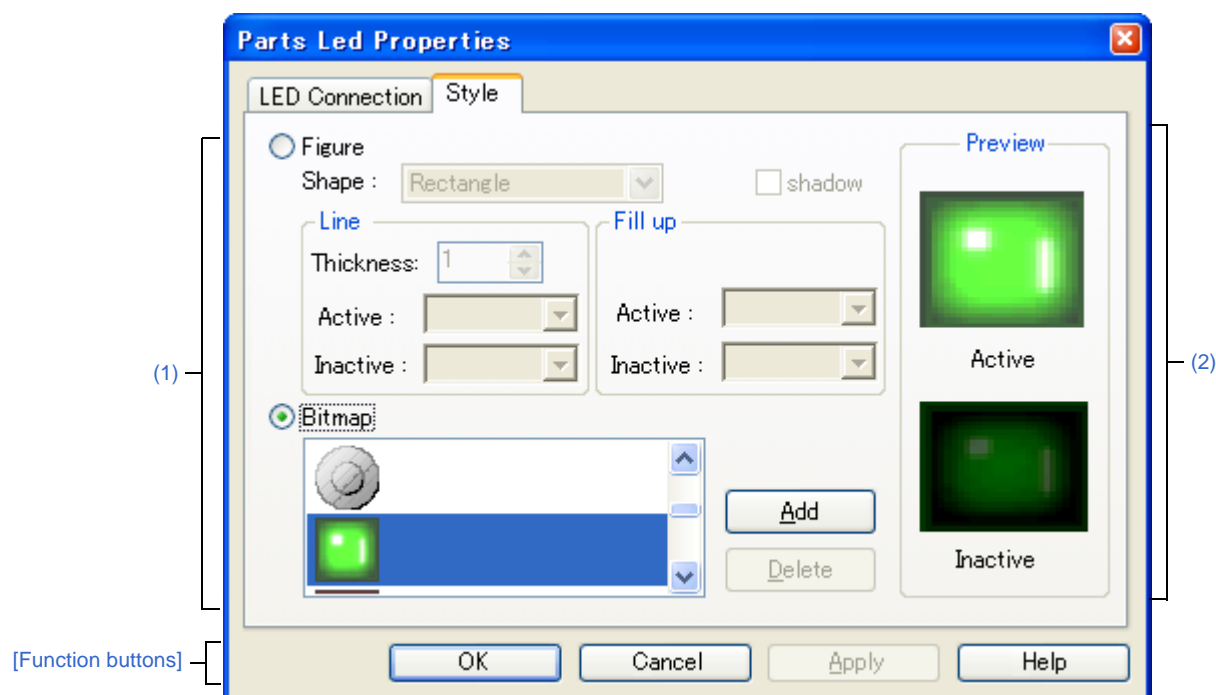 Parts Led Properties
LED Connection
Style
Figure
Shape :
Rectangle
shadow
Line
Thickness:
1
Active :
Inactive :
Fill up
Active :
Inactive :
Bitmap
Add
Delete
Preview
Active
Inactive
(1)
(2)
[Function buttons]
OK
Cancel
Apply
Help